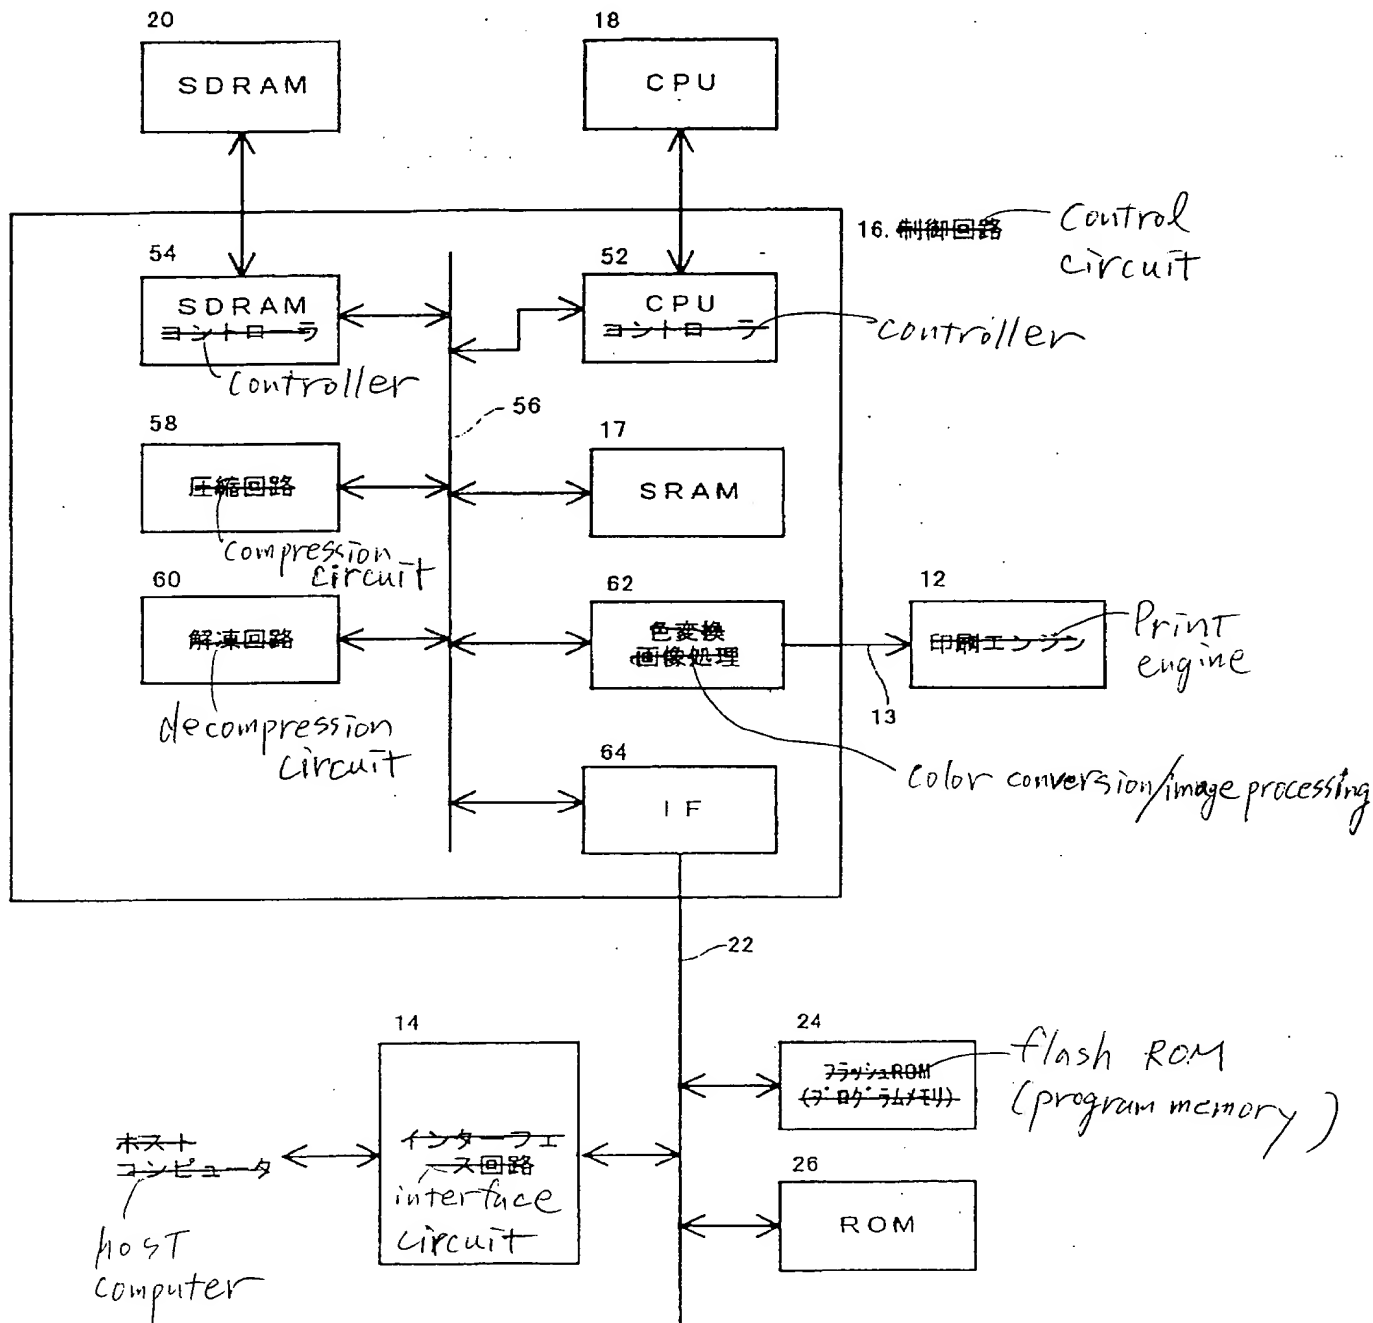 20
SDRAM
18
CPU
16. 制御回路
Control
circuit
54
SDRAM
コントローラ
controller
52
CPU
コントローラ
controller
56
58
圧縮回路
compression
circuit
17
SRAM
60
解凍回路
decompression
circuit
62
色変換
画像処理
color conversion/image processing
12
印刷エンジン
Print
engine
13
64
IF
22
14
インターフェ
ース回路
interface
circuit
ホスト
コンピュータ
host
computer
24
フラッシュROM
(プログラムメモリ)
flash ROM
(program memory)
26
ROM